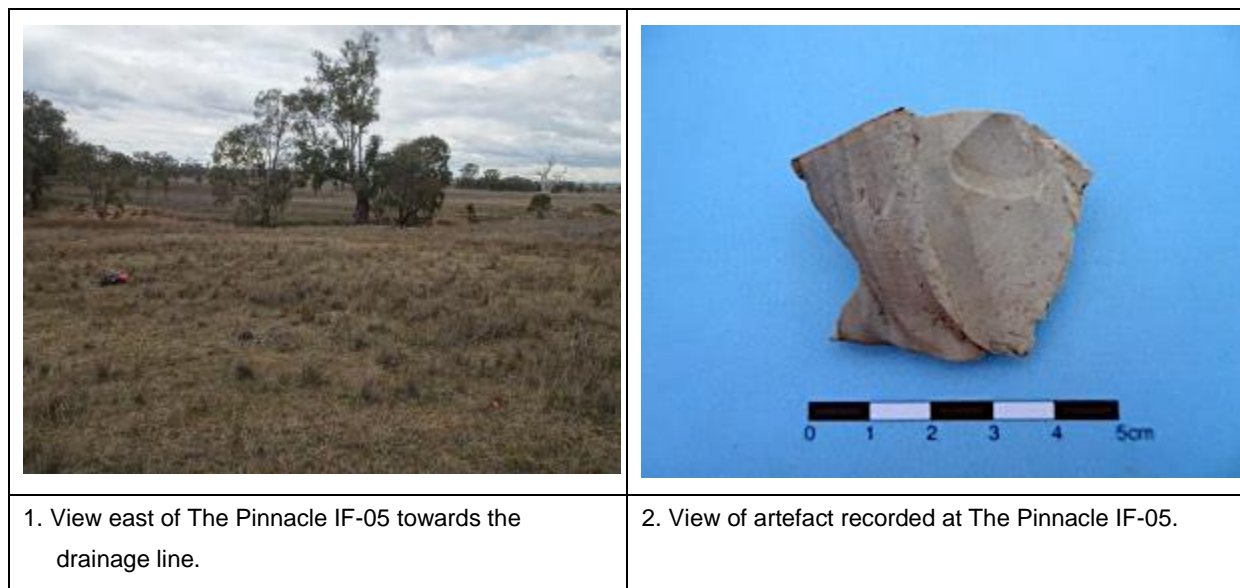 0 1 2 3 4 5cm
1. View east of The Pinnacle IF-05 towards the
drainage line.
2. View of artefact recorded at The Pinnacle IF-05.